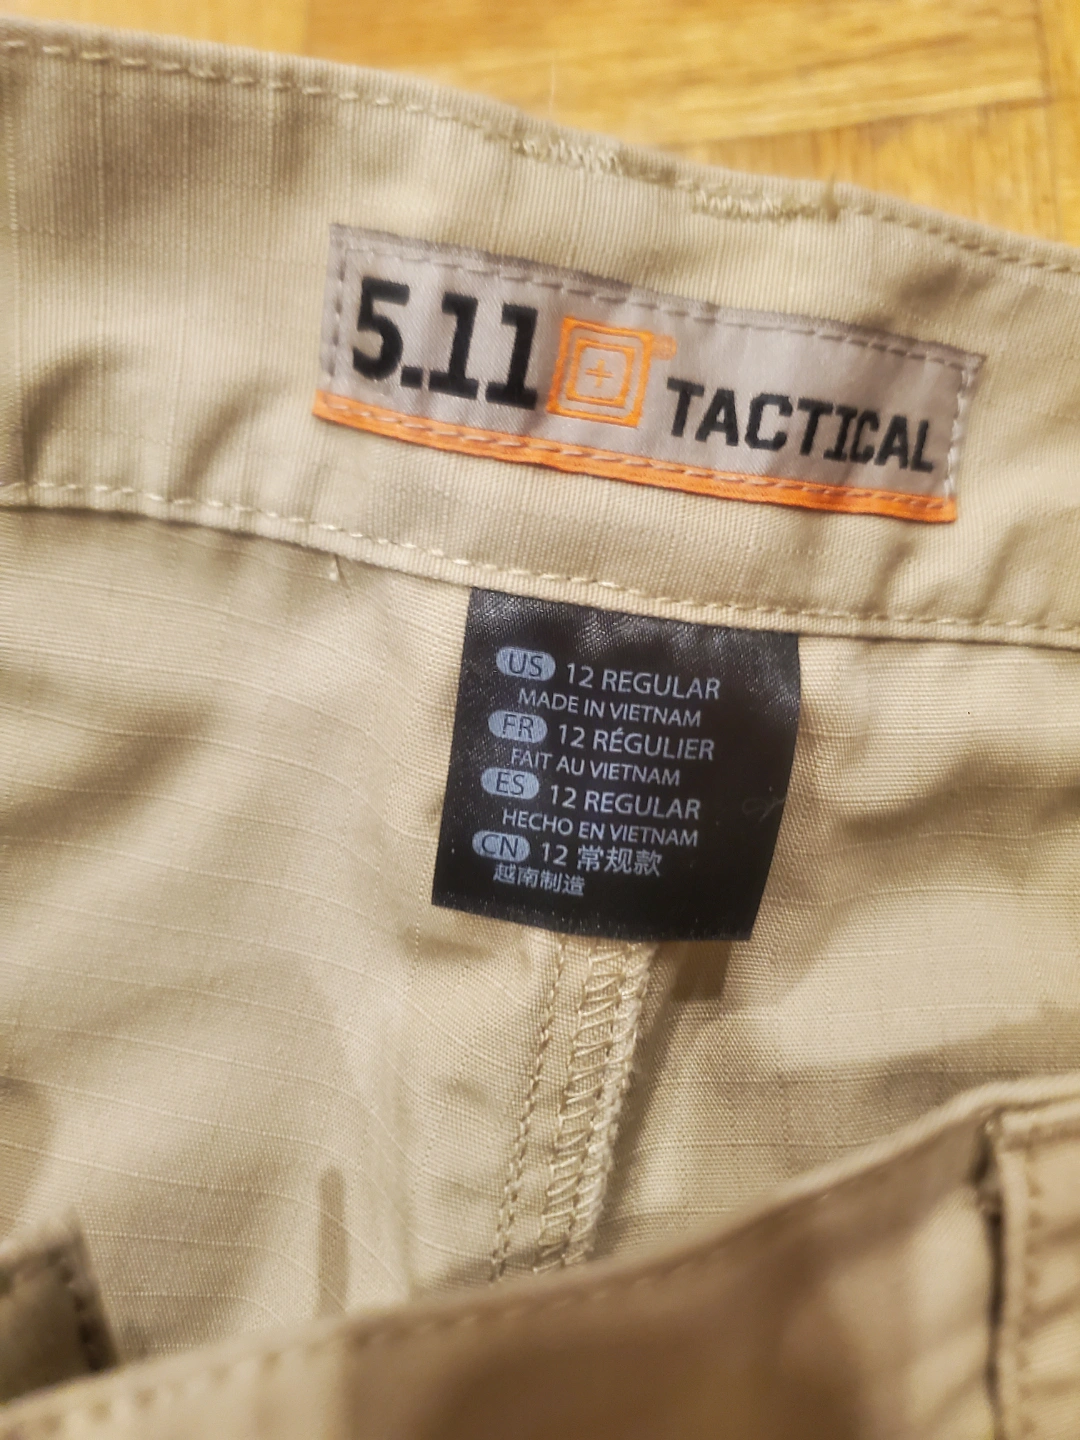 5.11 TACTICAL
US 12 REGULAR
MADE IN VIETNAM
FR 12 RÉGULIER
FAIT AU VIETNAM
ES 12 REGULAR
HECHO EN VIETNAM
CN 12 常规款
越南制造